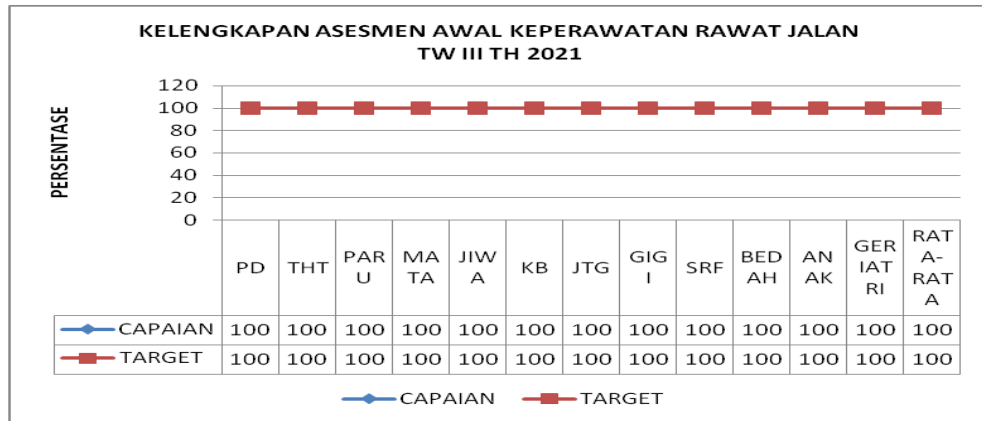 KELENGKAPAN ASESMEN AWAL KEPERAWATAN RAWAT JALAN
TW III TH 2021
PERSENTASE
120
100
80
60
40
20
0
PD THT PAR MA JIW KB JTG GIG SRF BED AN GER RAT
U TA A I AH AK IAT A-
RI RAT
A
CAPAIAN 100 100 100 100 100 100 100 100 100 100 100 100 100
TARGET 100 100 100 100 100 100 100 100 100 100 100 100 100
CAPAIAN TARGET